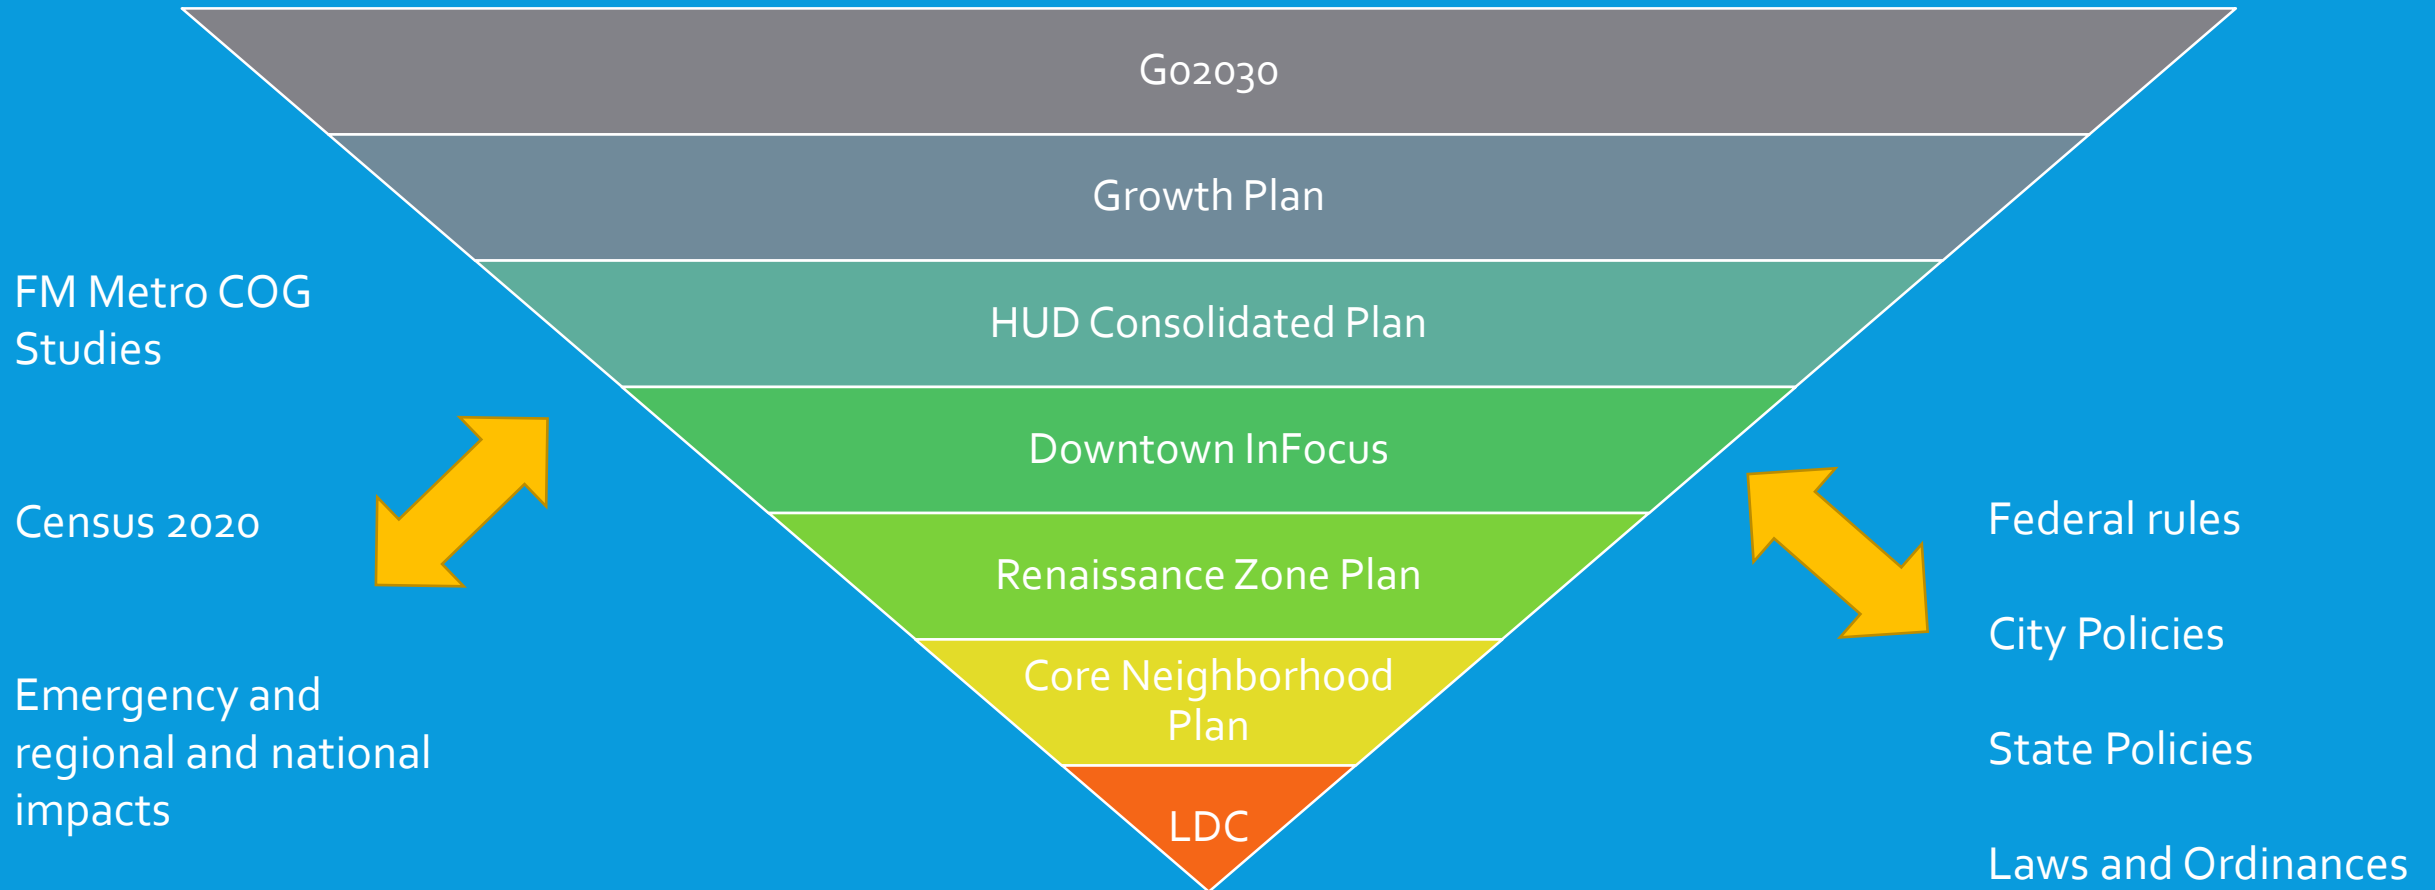 Go2030
Growth Plan
HUD Consolidated Plan
Downtown InFocus
Renaissance Zone Plan
Core Neighborhood
Plan
LDC
FM Metro COG
Studies
Census 2020
Emergency and
regional and national
impacts
Federal rules
City Policies
State Policies
Laws and Ordinances